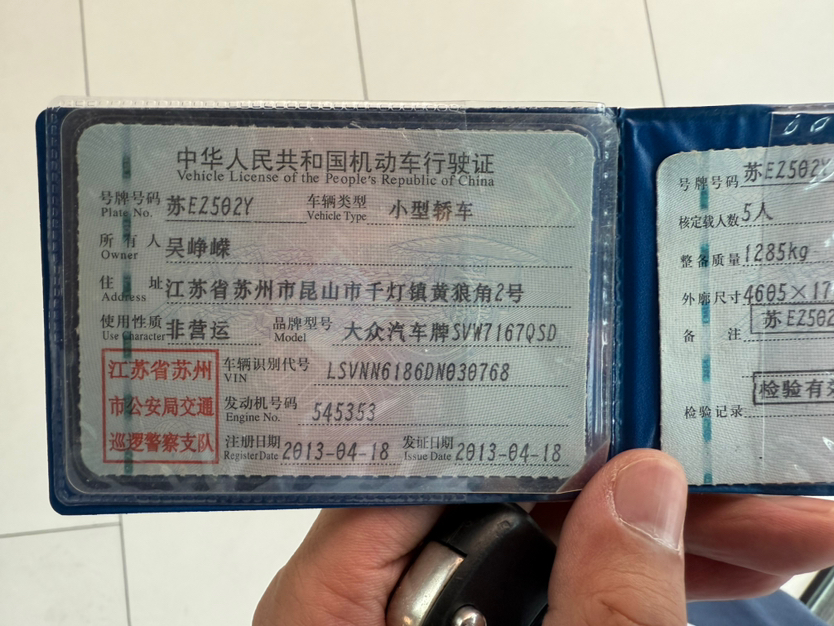 中华人民共和国机动车行驶证
Vehicle License of the People's Republic of China
号牌号码 苏EZ502Y 车辆类型 小型轿车
Plate No. Vehicle Type
所有人 吴峥嵘
Owner
住址 江苏省苏州市昆山市千灯镇黄狼角2号
Address
使用性质 非营运 品牌型号 大众汽车牌SVW7167QSD
Use Character Model
江苏省苏州
市公安局交通
巡逻警察支队
车辆识别代号 LSVNN6186DN030768
VIN
发动机号码 545353
Engine No.
注册日期 2013-04-18 发证日期 2013-04-18
Register Date Issue Date
号牌号码 苏EZ502Y
核定载人数 5人
整备质量 1285kg
外廓尺寸 4605×17
苏EZ502
备注
检验有效
检验记录